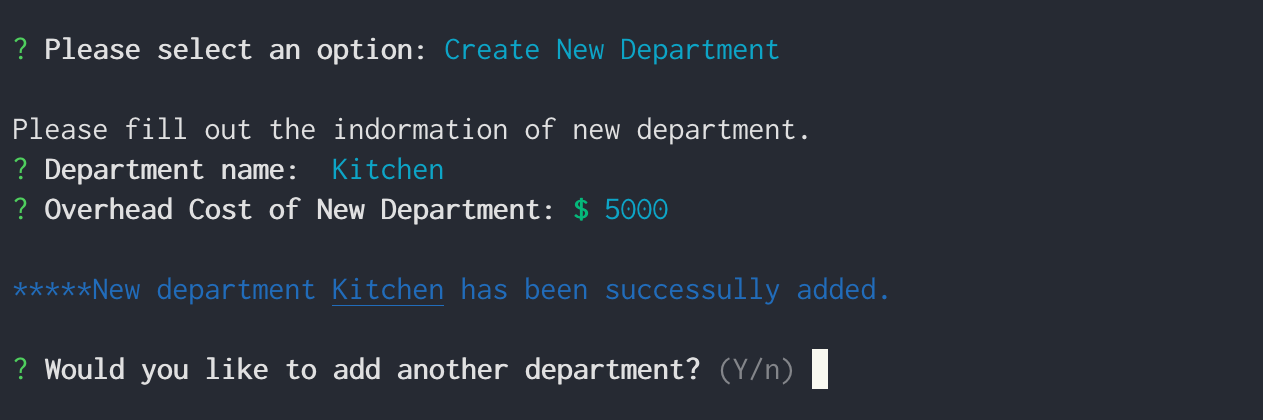 ? Please select an option: Create New Department
Please fill out the indormation of new department.
? Department name:  Kitchen
? Overhead Cost of New Department: $ 5000
*****New department Kitchen has been successully added.
? Would you like to add another department? (Y/n)